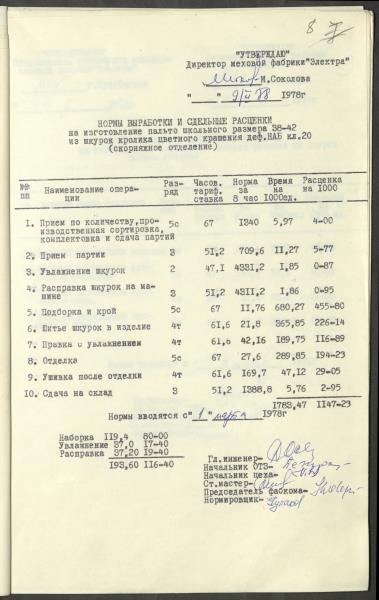 8
"УТВЕРЖДАЮ"
Директор меховой фабрики"Электра"
М.Соколова
" " 1978г
НОРМЫ ВЫРАБОТКИ И СДЕЛЬНЫЕ РАСЦЕНКИ
на изготовление пальто школьного размера 38-42
из шкурок кролика цветного крашения деф.НАБ кл.20
(скорняжное отделение)
№№ пп Наименование операции Разряд Часов. тариф. ставка Норма за 8 час Время на 1000ед. Расценка на 1000
1. Прием по количеству,производственная сортировка, комплектовка и сдача партий 5с 67 1340 5,97 4-00
2. Прием партии 3 51,2 709,6 11,27 5-77
3. Увлажнение шкурок 2 47,1 4331,2 1,85 0-87
4. Расправка шкурок на машине 3 51,2 4311,2 1,86 0-95
5. Подборка и крой 5с 67 11,76 680,27 455-80
6. Шитье шкурок в изделие 4т 61,6 21,8 365,85 226-14
7. Правка с увлажнением 4т 61,6 42,16 189,75 116-89
8. Отделка 5с 67 27,6 289,85 194-23
9. Ушивка после отделки 4т 61,6 169,7 47,12 29-05
10. Сдача на склад 3 51,2 1388,8 5,76 2-95
1783,47 1147-23
Нормы вводятся с"1" марта 1978г
Наборка 119,4 80-00
Увлажнение 37,0 17-40
Расправка 37,20 19-40
193,60 116-40
Гл.инженер-
Начальник ОТЗ-
Начальник цеха-
Ст.мастер-
Председатель фабкома-
Нормировщик-